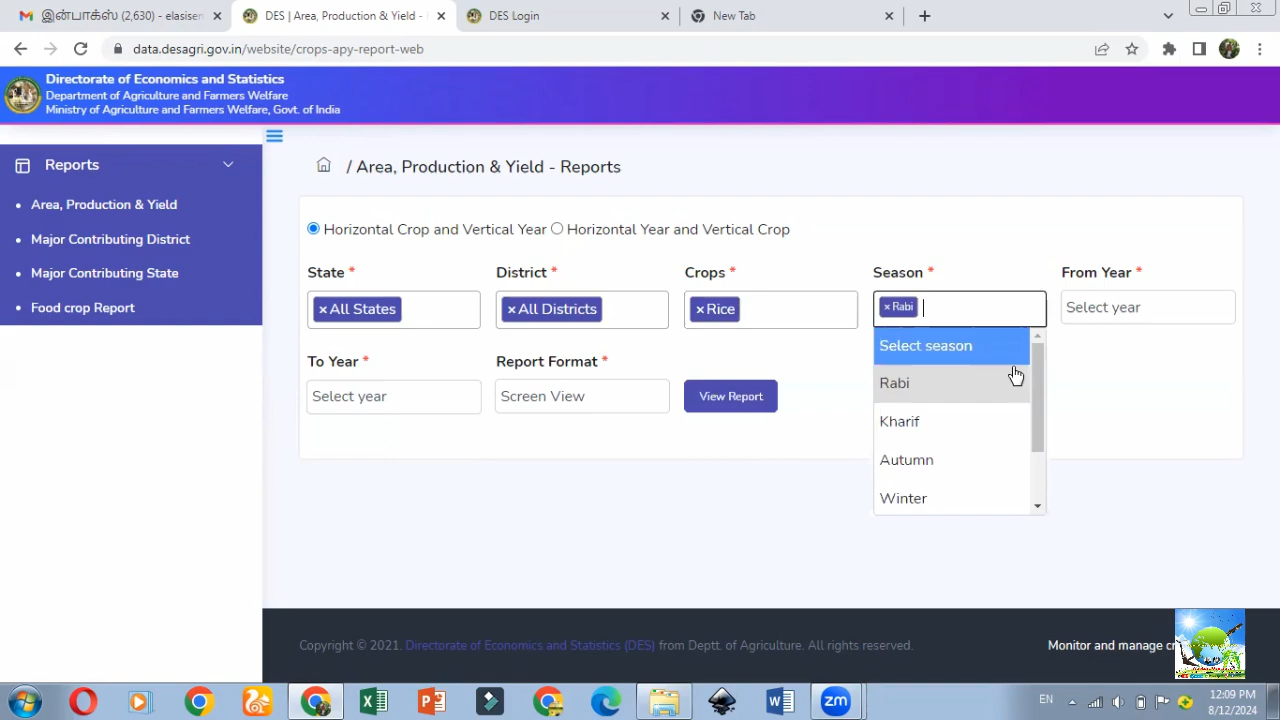 இன்பாக்ஸ் (2,630) - elasisen
DES | Area, Production & Yield -
DES Login
New Tab
data.desagri.gov.in/website/crops-apy-report-web
Directorate of Economics and Statistics
Department of Agriculture and Farmers Welfare
Ministry of Agriculture and Farmers Welfare, Govt. of India
Reports
Area, Production & Yield
Major Contributing District
Major Contributing State
Food crop Report
/ Area, Production & Yield - Reports
Horizontal Crop and Vertical Year Horizontal Year and Vertical Crop
State * District * Crops * Season * From Year *
×All States ×All Districts ×Rice ×Rabi Select year
Select season
Rabi
Kharif
Autumn
Winter
To Year * Report Format *
Select year Screen View View Report
Copyright © 2021. Directorate of Economics and Statistics (DES) from Deptt. of Agriculture. All rights reserved.
Monitor and manage cr
EN
12:09 PM
8/12/2024
zm